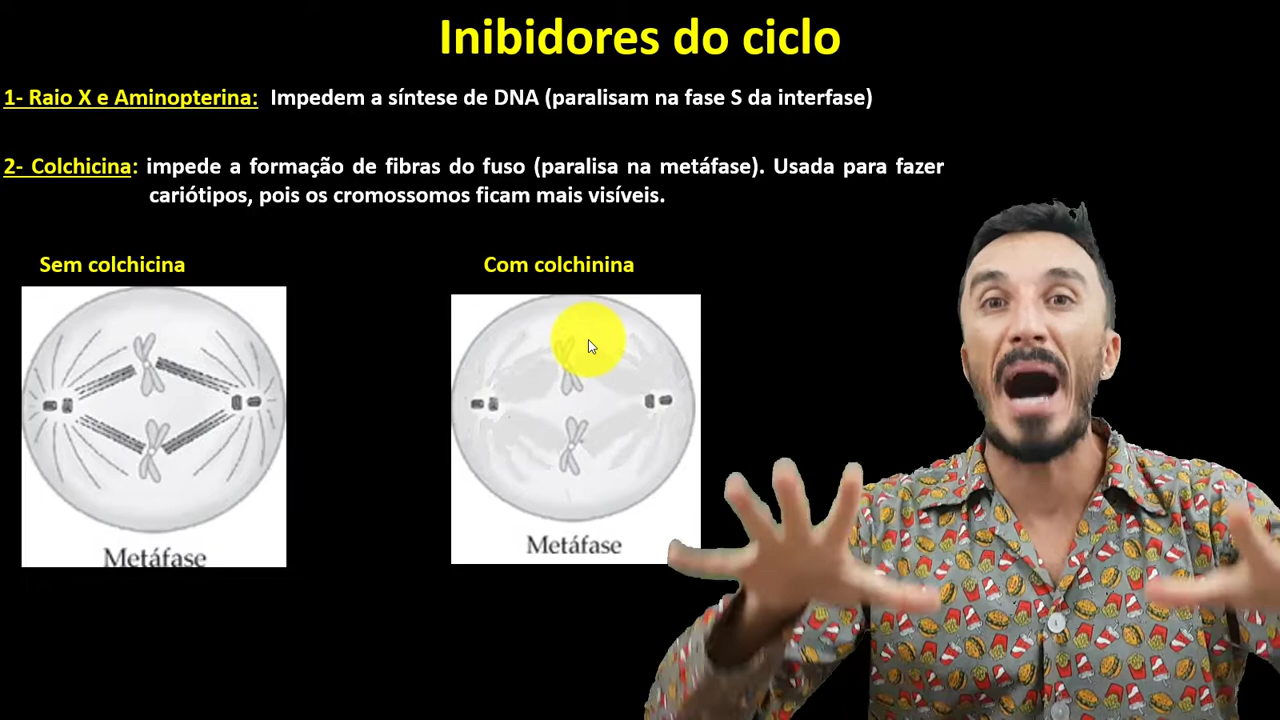 Inibidores do ciclo
1- Raio X e Aminopterina: Impedem a síntese de DNA (paralisam na fase S da interfase)
2- Colchicina: impede a formação de fibras do fuso (paralisa na metáfase). Usada para fazer
cariótipos, pois os cromossomos ficam mais visíveis.
Sem colchicina
Com colchinina
Metáfase
Metáfase